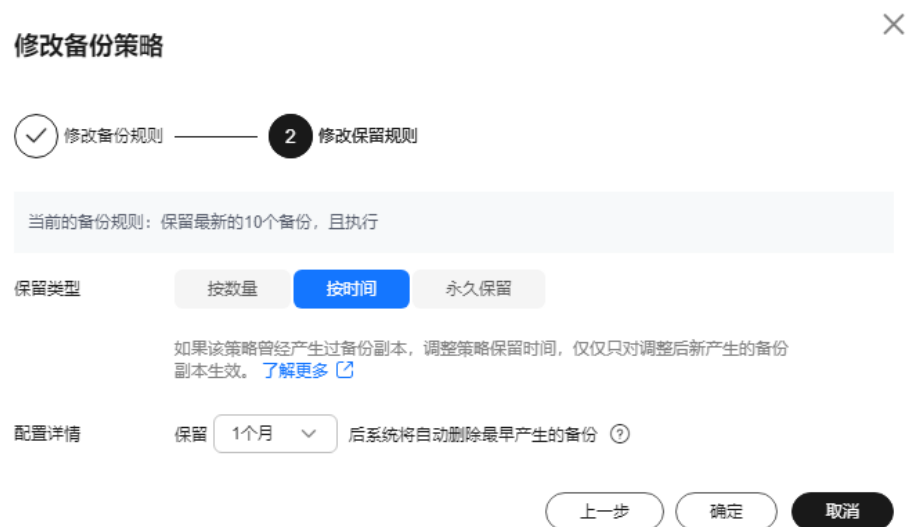 修改备份策略
修改备份规则 2 修改保留规则
当前的备份规则：保留最新的10个备份，且执行
保留类型 按数量 按时间 永久保留
如果该策略曾经产生过备份副本，调整策略保留时间，仅仅只对调整后新产生的备份
副本生效。 了解更多
配置详情 保留 1个月 后系统将自动删除最早产生的备份 ?
上一步 确定 取消